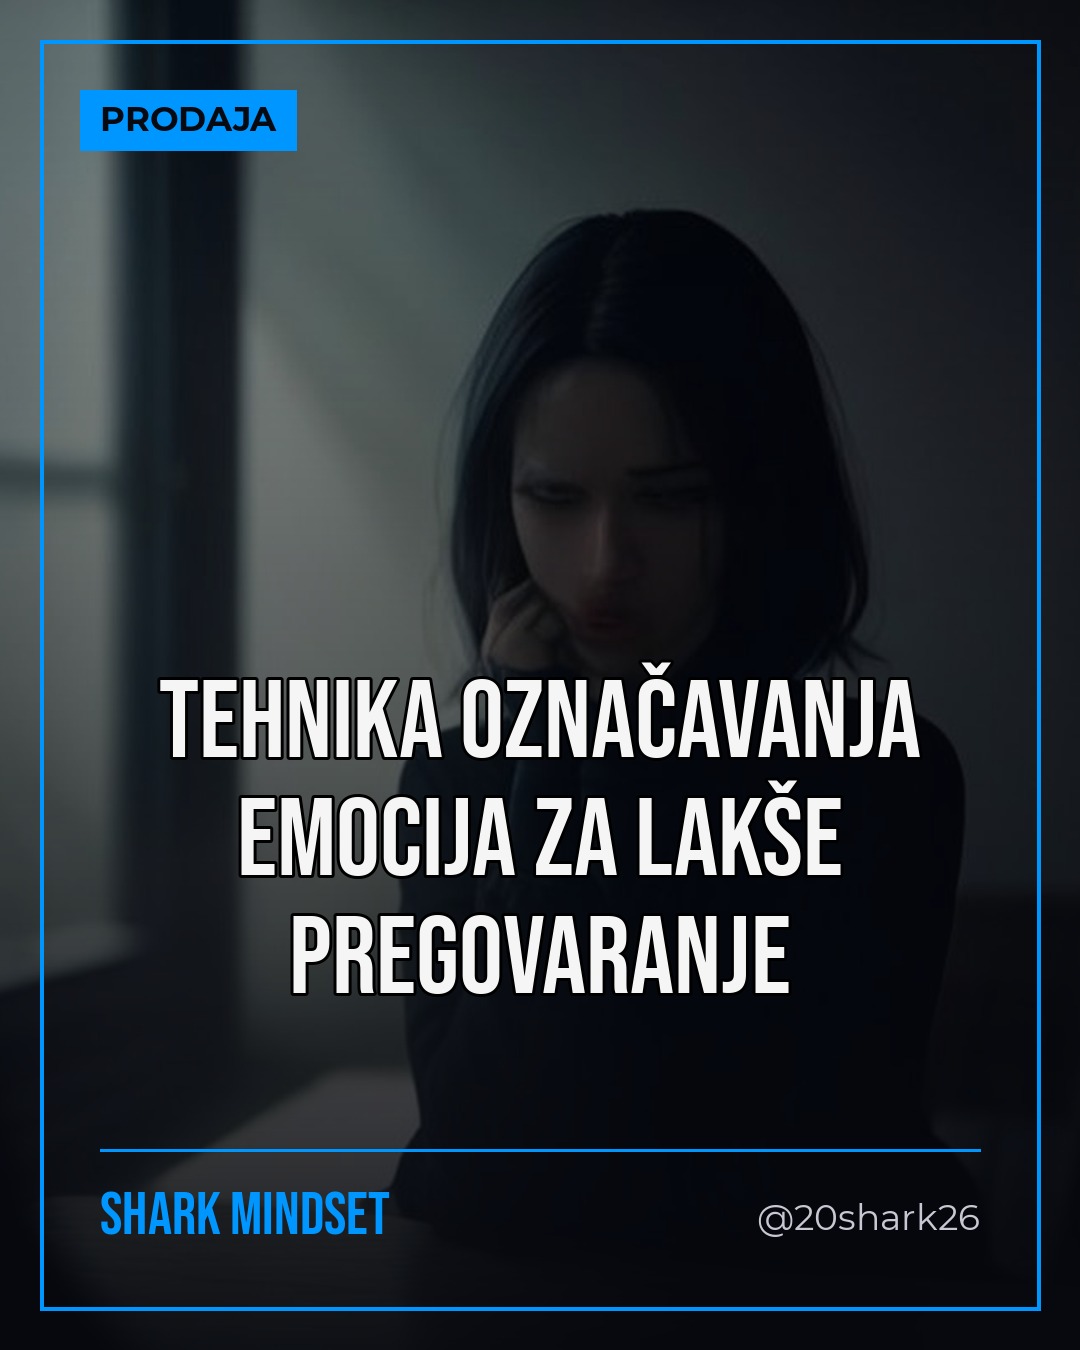 PRODAJA
TEHNIKA OZNAČAVANJA
EMOCIJA ZA LAKŠE
PREGOVARANJE
SHARK MINDSET
@20shark26